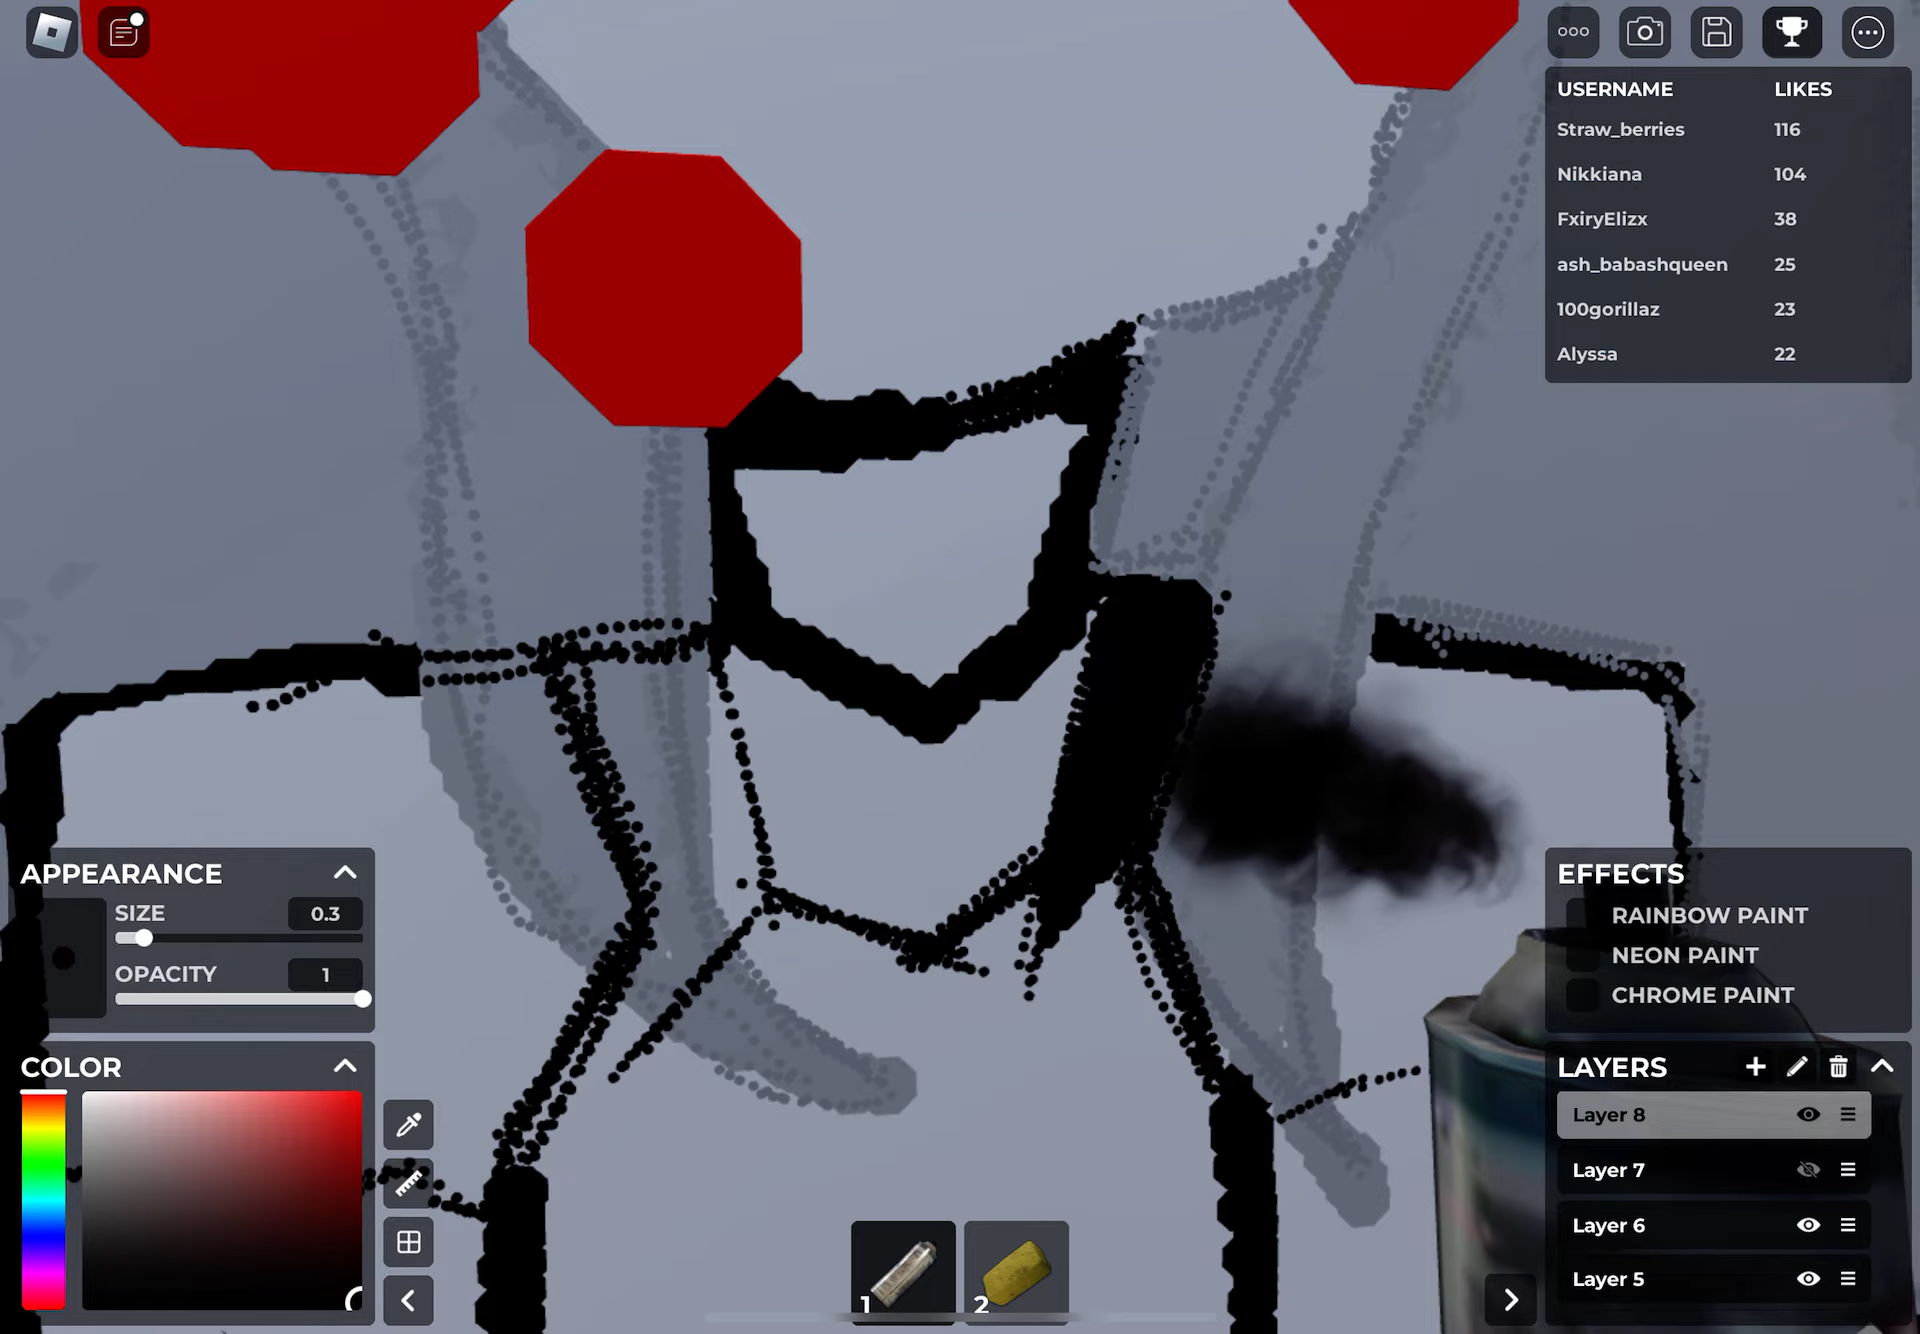 USERNAME LIKES
Straw_berries 116
Nikkiana 104
FxiryElizx 38
ash_babashqueen 25
100gorillaz 23
Alyssa 22
APPEARANCE
SIZE 0.3
OPACITY 1
COLOR
1
2
EFFECTS
RAINBOW PAINT
NEON PAINT
CHROME PAINT
LAYERS
Layer 8
Layer 7
Layer 6
Layer 5